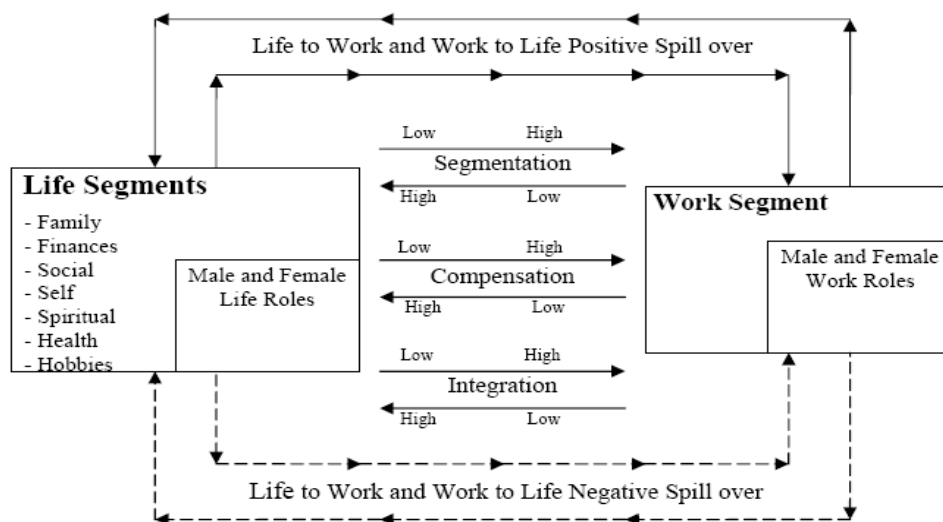 Life to Work and Work to Life Positive Spill over
Low High
Segmentation
High Low
Life Segments
- Family
- Finances
- Social
- Self
- Spiritual
- Health
- Hobbies
Male and Female
Life Roles
Low High
Compensation
High Low
Work Segment
Male and Female
Work Roles
Low High
Integration
High Low
Life to Work and Work to Life Negative Spill over